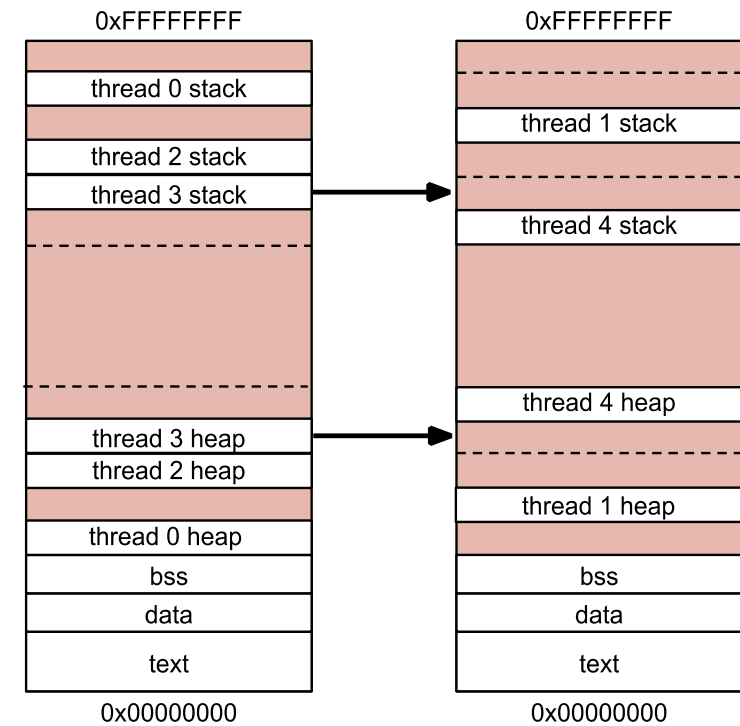 0xFFFFFFFF
thread 0 stack
thread 2 stack
thread 3 stack
thread 3 heap
thread 2 heap
thread 0 heap
bss
data
text
0x00000000
0xFFFFFFFF
thread 1 stack
thread 4 stack
thread 4 heap
thread 1 heap
bss
data
text
0x00000000